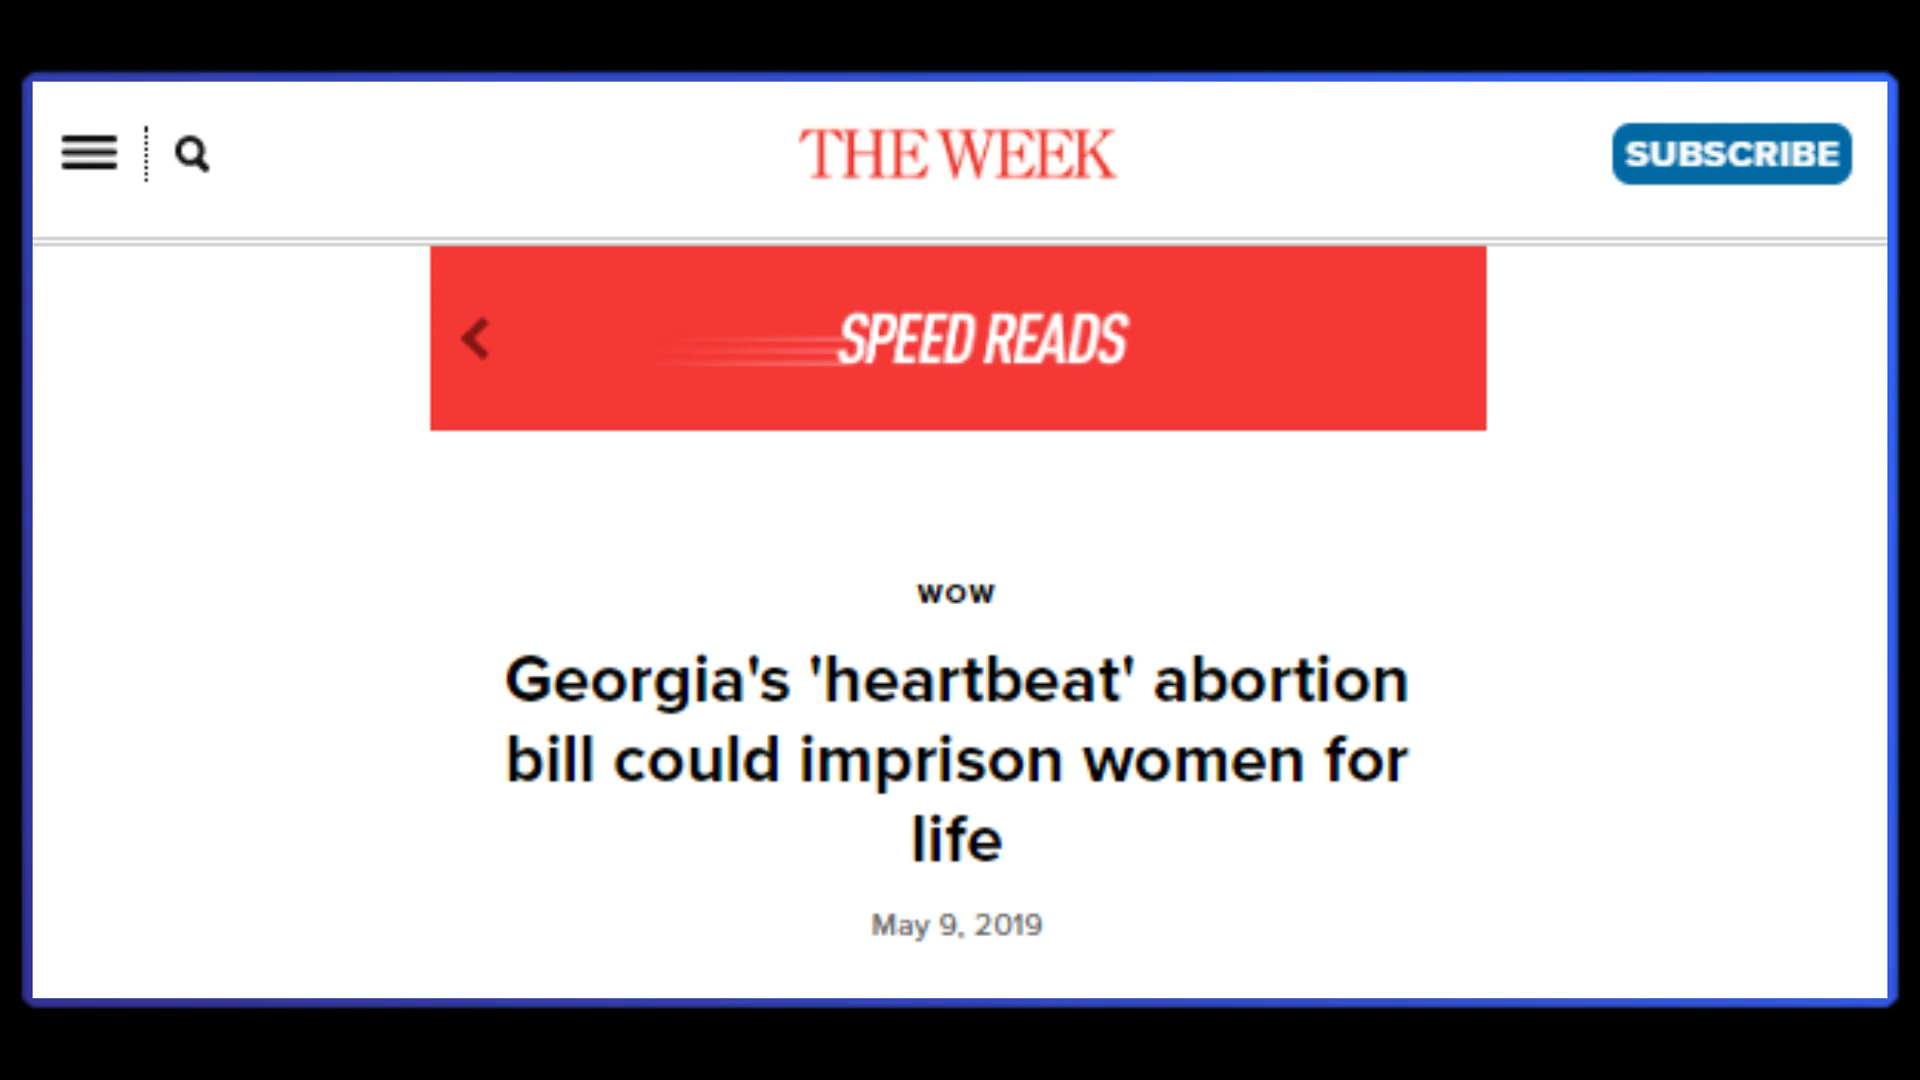 THE WEEK
SUBSCRIBE
SPEED READS
WOW
Georgia's 'heartbeat' abortion
bill could imprison women for
life
May 9, 2019